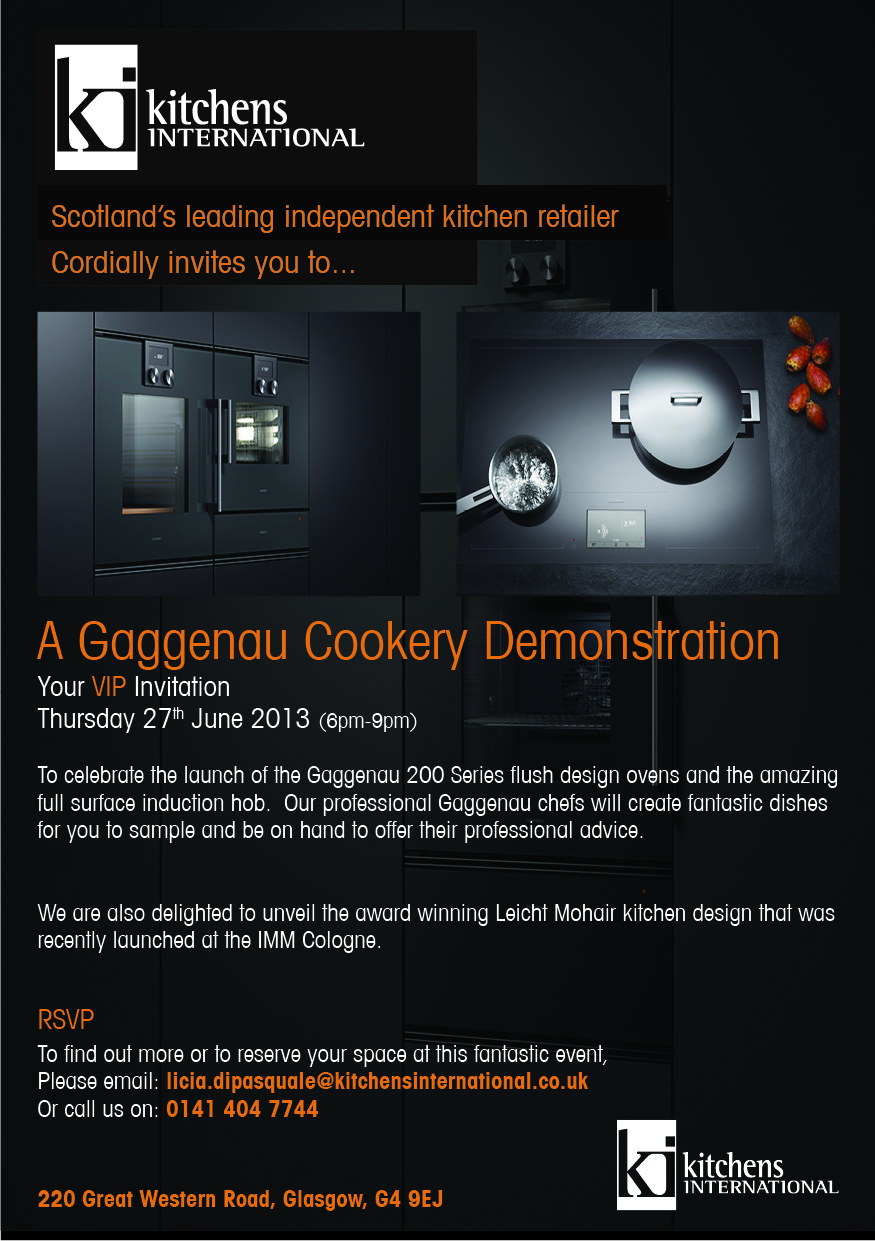 ki kitchens
INTERNATIONAL
Scotland's leading independent kitchen retailer
Cordially invites you to...
A Gaggenau Cookery Demonstration
Your VIP Invitation
Thursday 27th June 2013 (6pm-9pm)
To celebrate the launch of the Gaggenau 200 Series flush design ovens and the amazing
full surface induction hob.  Our professional Gaggenau chefs will create fantastic dishes
for you to sample and be on hand to offer their professional advice.
We are also delighted to unveil the award winning Leicht Mohair kitchen design that was
recently launched at the IMM Cologne.
RSVP
To find out more or to reserve your space at this fantastic event,
Please email: licia.dipasquale@kitchensinternational.co.uk
Or call us on: 0141 404 7744
220 Great Western Road, Glasgow, G4 9EJ
ki kitchens
INTERNATIONAL